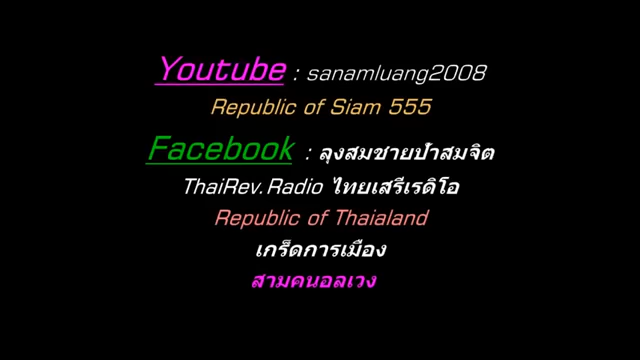 Youtube : sanamluang2008
Republic of Siam 555
Facebook : ลุงสมชายป้าสมจิต
ThaiRev.Radio ไทยเสรีเรดิโอ
Republic of Thaialand
เกร็ดการเมือง
สามคนอลเวง